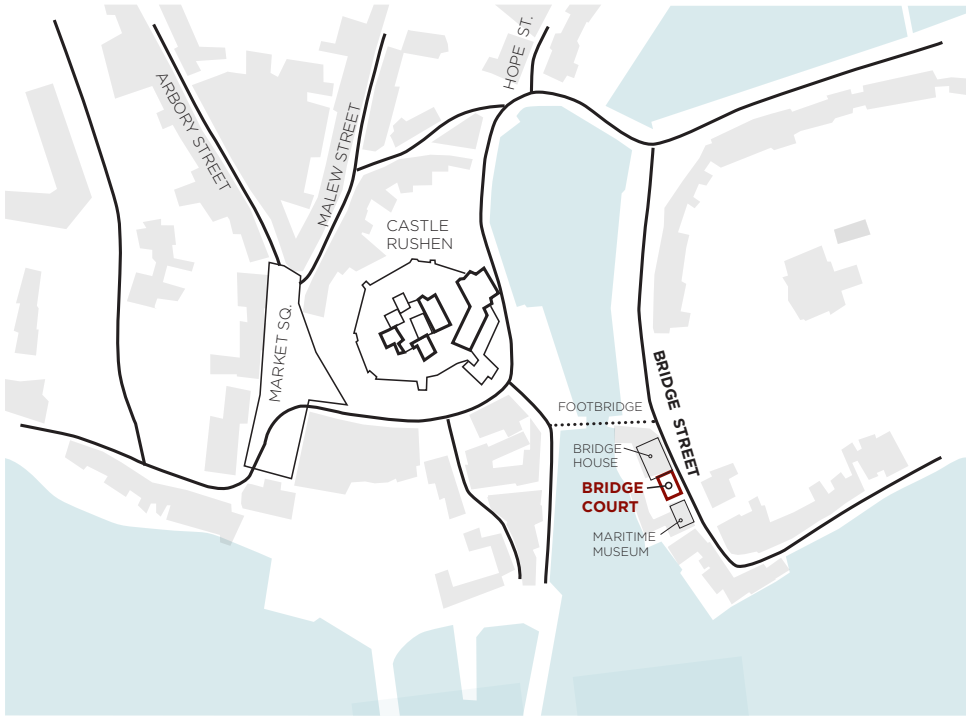 HOPE ST.
ARBORY STREET
MALEW STREET
CASTLE
RUSHEN
MARKET SQ.
BRIDGE STREET
FOOTBRIDGE
BRIDGE
HOUSE
BRIDGE
COURT
MARITIME
MUSEUM